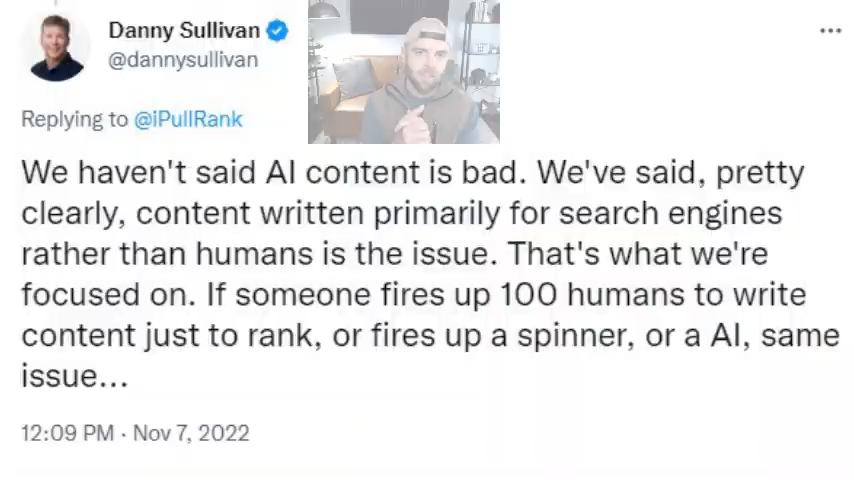 Danny Sullivan
@dannysullivan
Replying to @iPullRank
We haven't said AI content is bad. We've said, pretty
clearly, content written primarily for search engines
rather than humans is the issue. That's what we're
focused on. If someone fires up 100 humans to write
content just to rank, or fires up a spinner, or a AI, same
issue...
12:09 PM · Nov 7, 2022